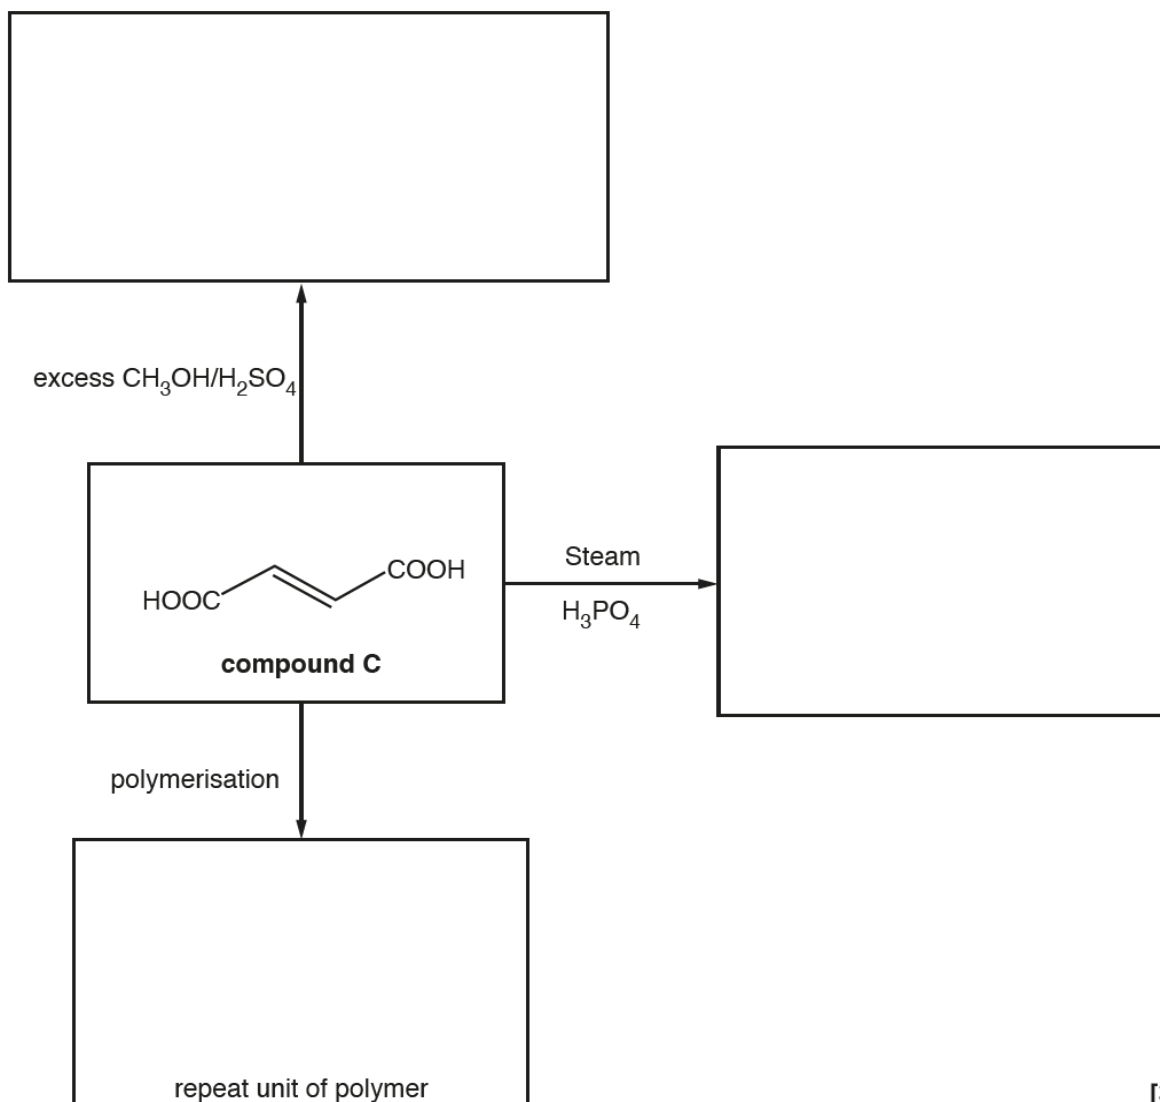 excess CH₃OH/H₂SO₄
HOOC
COOH
compound C
Steam
H₃PO₄
polymerisation
repeat unit of polymer